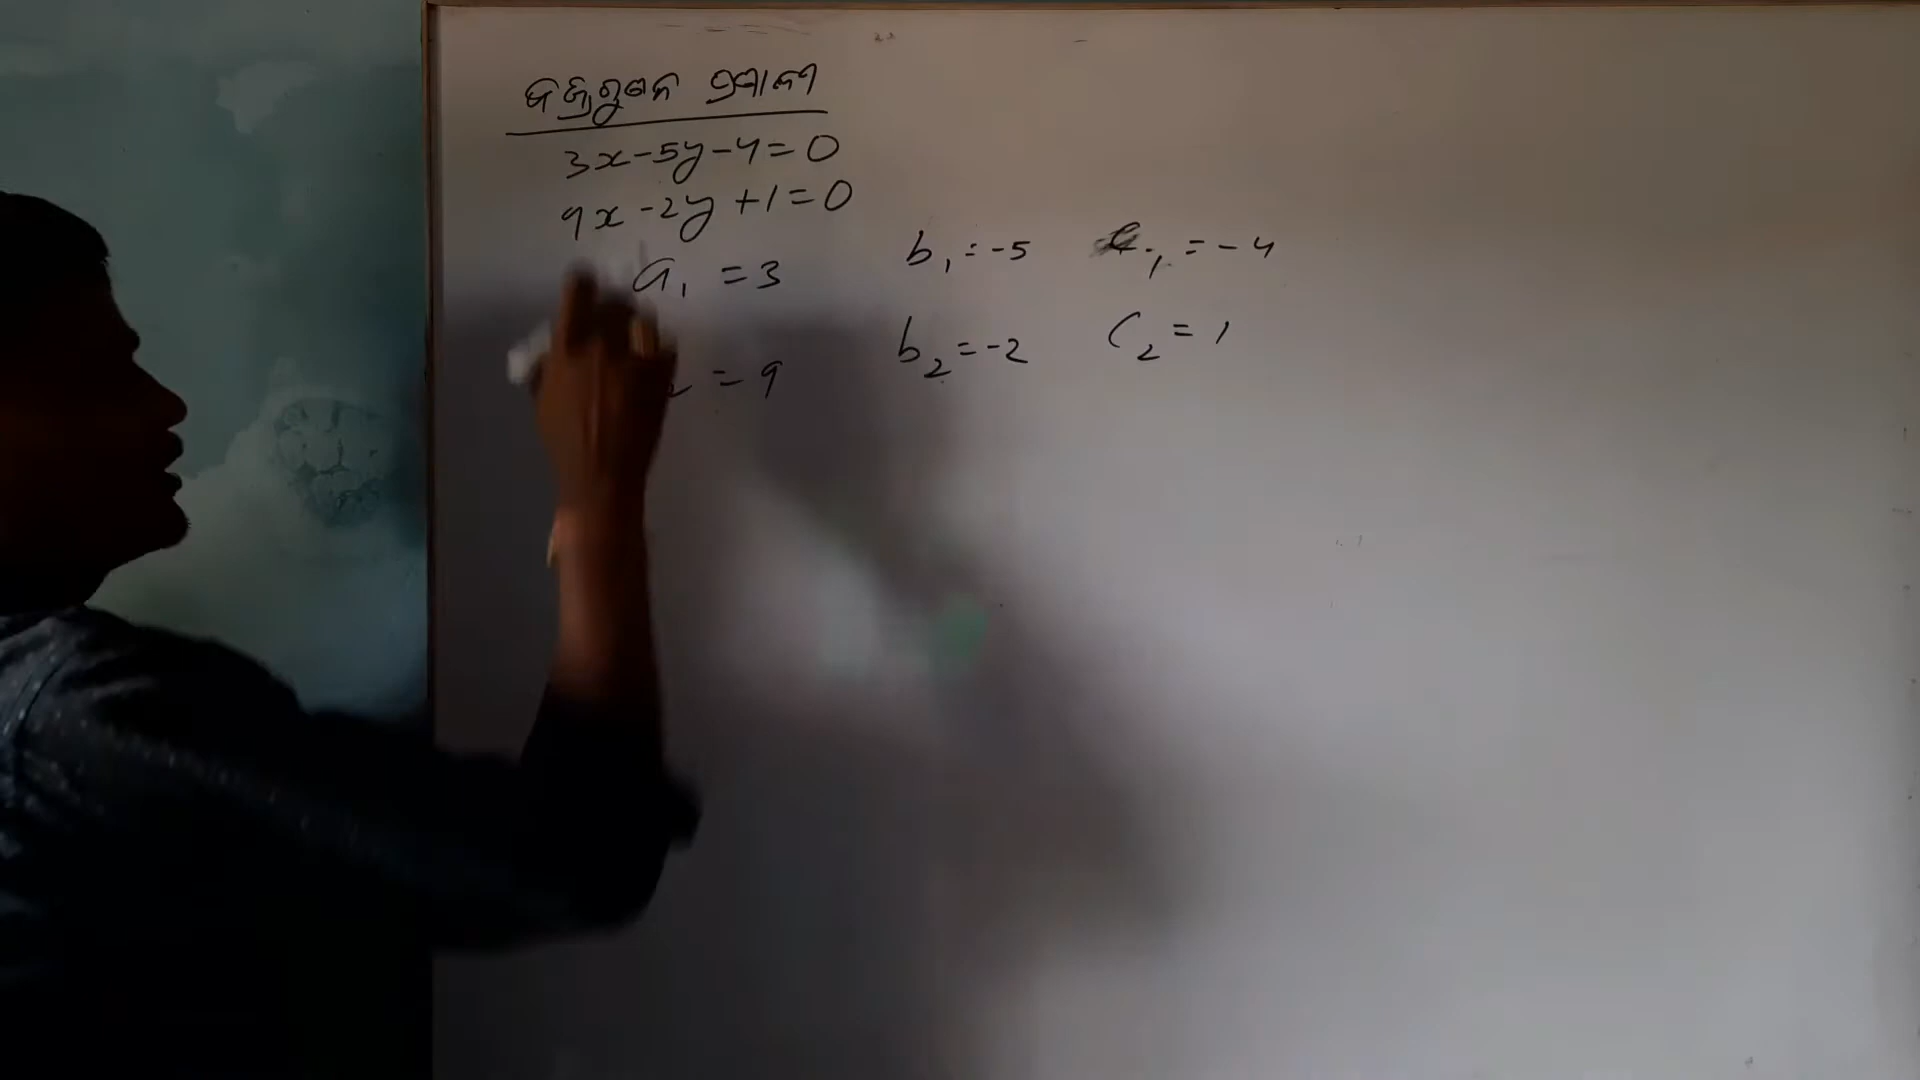 ବଜ୍ରଗୁଣନ ପ୍ରଣାଳୀ
3x-5y-4=0
9x-2y+1=0
a₁ = 3 b₁ = -5 c₁ = -4
₂ = 9 b₂ = -2 c₂ = 1